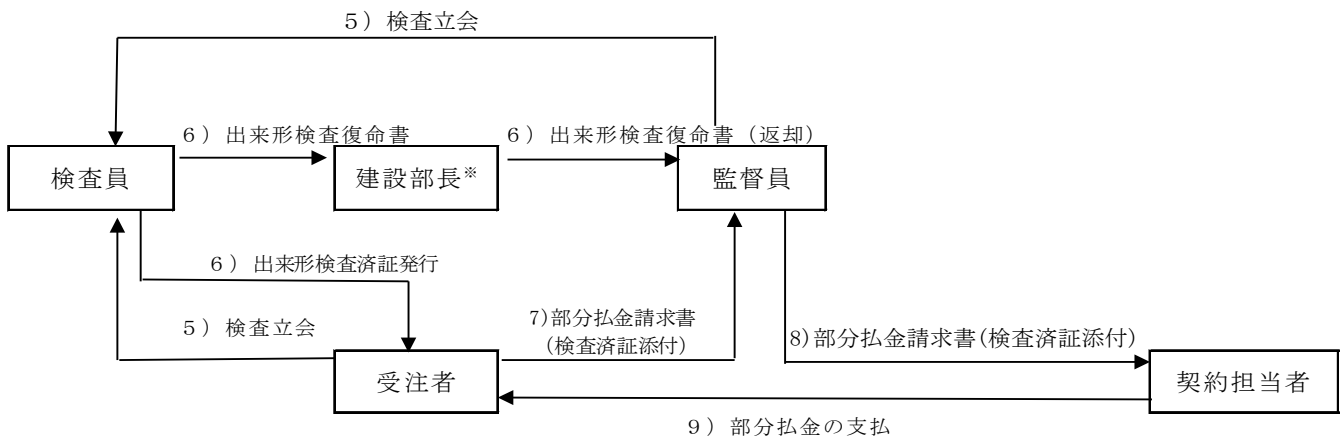 5）検査立会
6）出来形検査復命書
6）出来形検査復命書（返却）
検査員
建設部長※
監督員
6）出来形検査済証発行
5）検査立会
7)部分払金請求書
(検査済証添付)
8)部分払金請求書(検査済証添付)
受注者
契約担当者
9）部分払金の支払